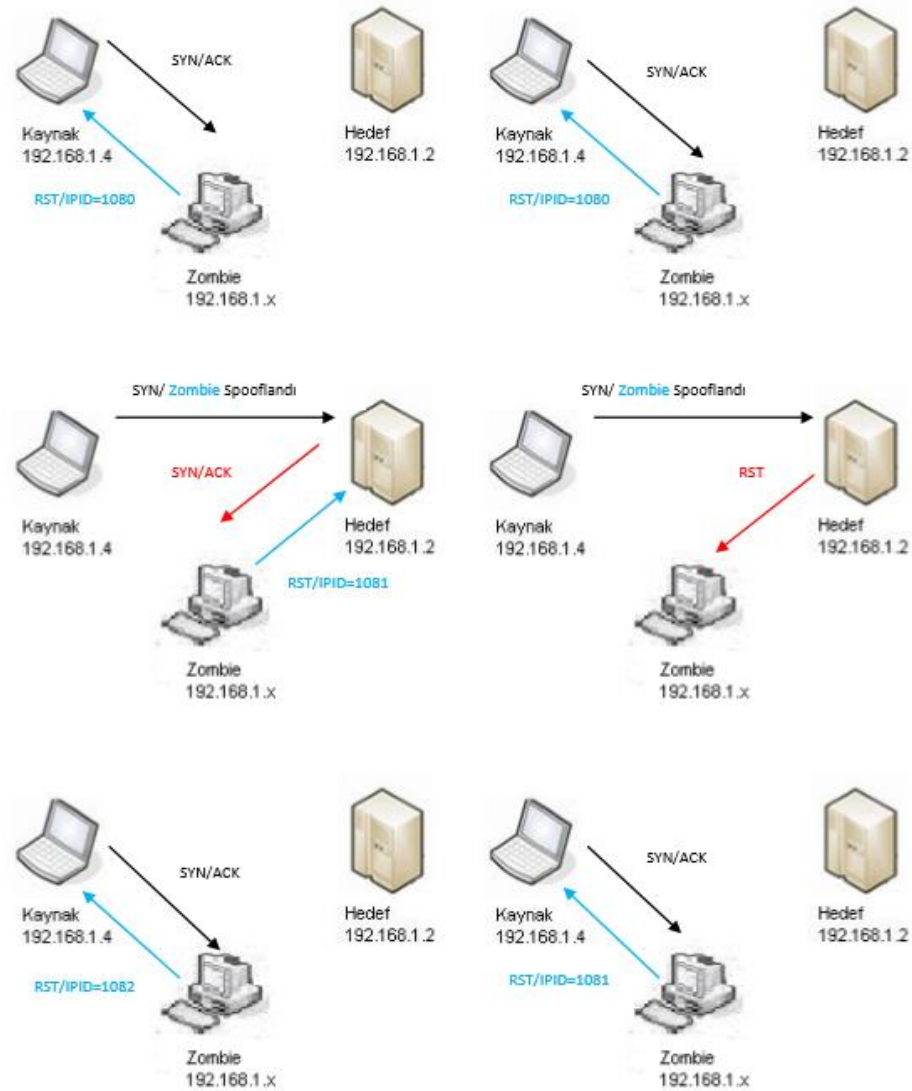 SYN/ACK
Kaynak
192.168.1.4
Hedef
192.168.1.2
RST/IPID=1080
Zombie
192.168.1.x
SYN/ACK
Kaynak
192.168.1.4
Hedef
192.168.1.2
RST/IPID=1080
Zombie
192.168.1.x
SYN/ Zombie Spooflandı
SYN/ACK
Kaynak
192.168.1.4
Hedef
192.168.1.2
RST/IPID=1081
Zombie
192.168.1.x
SYN/ Zombie Spooflandı
RST
Kaynak
192.168.1.4
Hedef
192.168.1.2
Zombie
192.168.1.x
SYN/ACK
Kaynak
192.168.1.4
Hedef
192.168.1.2
RST/IPID=1082
Zombie
192.168.1.x
SYN/ACK
Kaynak
192.168.1.4
Hedef
192.168.1.2
RST/IPID=1081
Zombie
192.168.1.x